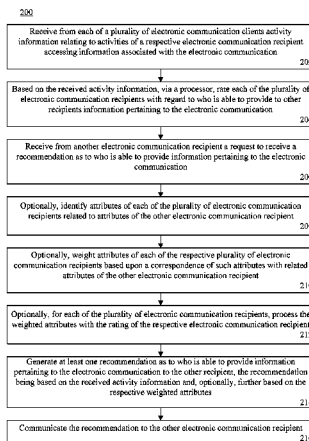 200
Receive from each of a plurality of electronic communication clients activity
information relating to activities of a respective electronic communication recipient
accessing information associated with the electronic communication
Based on the received activity information, via a processor, rate each of the plurality of
electronic communication recipients with regard to who is able to provide to other
recipients information pertaining to the electronic communication
Receive from another electronic communication recipient a request to receive a
recommendation as to who is able to provide information pertaining to the electronic
communication
Optionally, identify attributes of each of the plurality of electronic communication
recipients related to attributes of the other electronic communication recipient
Optionally, weight attributes of each of the respective plurality of electronic
communication recipients based upon a correspondence of such attributes with related
attributes of the other electronic communication recipient
Optionally, for each of the plurality of electronic communication recipients, process the
weighted attributes with the rating of the respective electronic communication recipient
Generate at least one recommendation as to who is able to provide information
pertaining to the electronic communication to the other recipient, the recommendation
being based on the received activity information and, optionally, further based on the
respective weighted attributes
Communicate the recommendation to the other electronic communication recipient